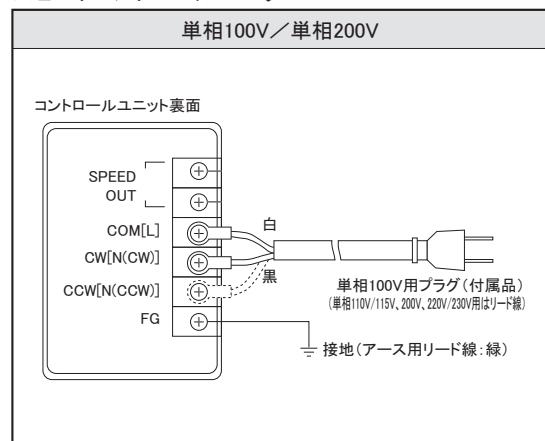 単相100V／単相200V
コントロールユニット裏面
SPEED
OUT
COM[L]
白
CW[N(CW)]
黒
CCW[N(CCW)]
単相100V用プラグ（付属品）
（単相110V/115V、200V、220V/230V用はリード線）
FG
接地（アース用リード線：緑）